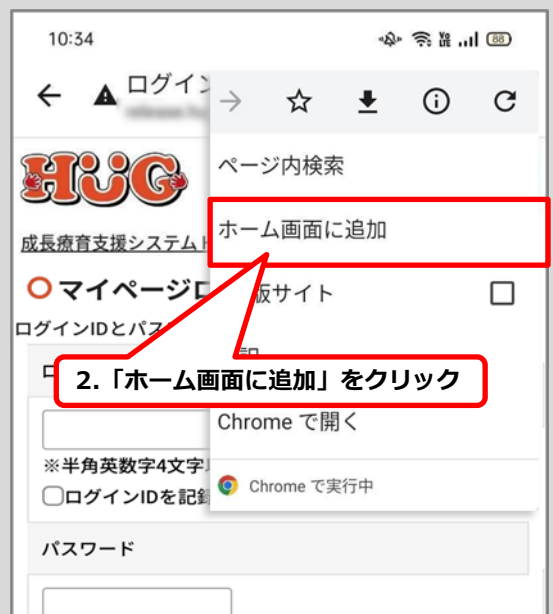 10:34
88
ログイン
HUG
ページ内検索
ホーム画面に追加
成長療育支援システム
マイページロ
版サイト
ログインIDとパス
2.「ホーム画面に追加」をクリック
Chrome で開く
※半角英数字4文字
ログインIDを記録
Chrome で実行中
パスワード